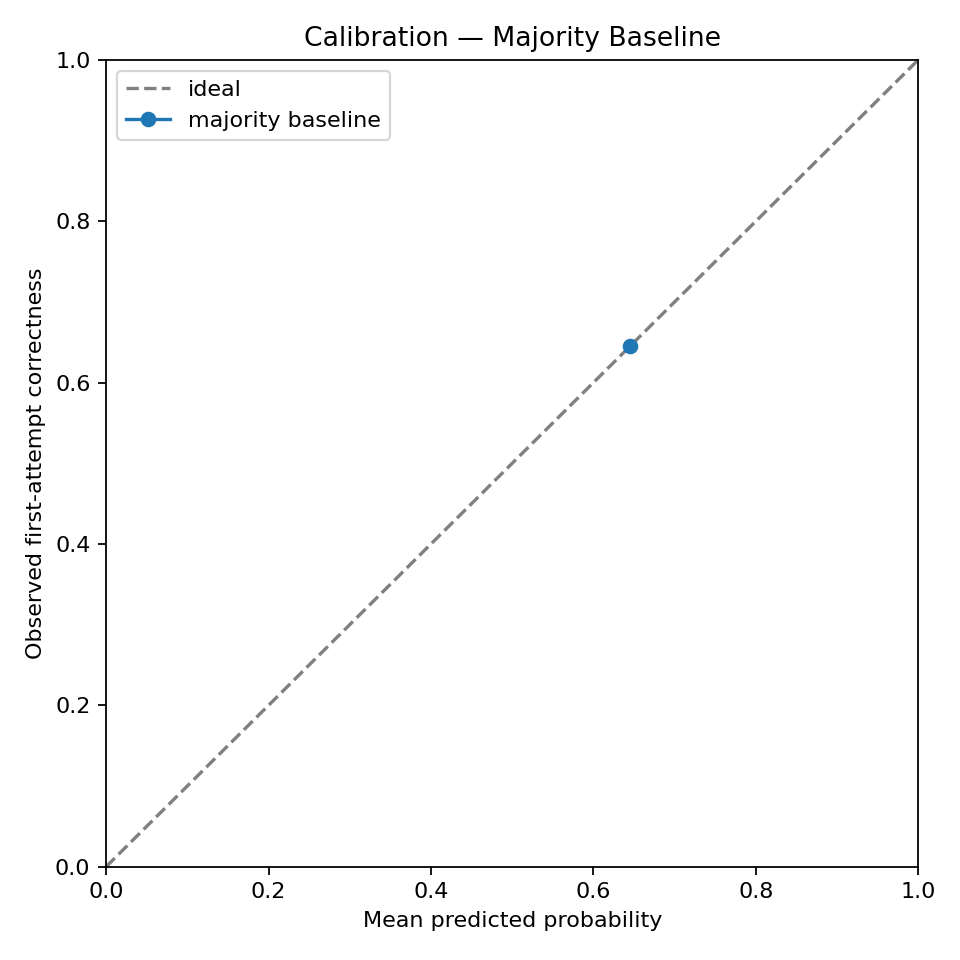 Calibration — Majority Baseline
ideal
majority baseline
1.0
0.8
0.6
0.4
0.2
0.0
Observed first-attempt correctness
0.0 0.2 0.4 0.6 0.8 1.0
Mean predicted probability